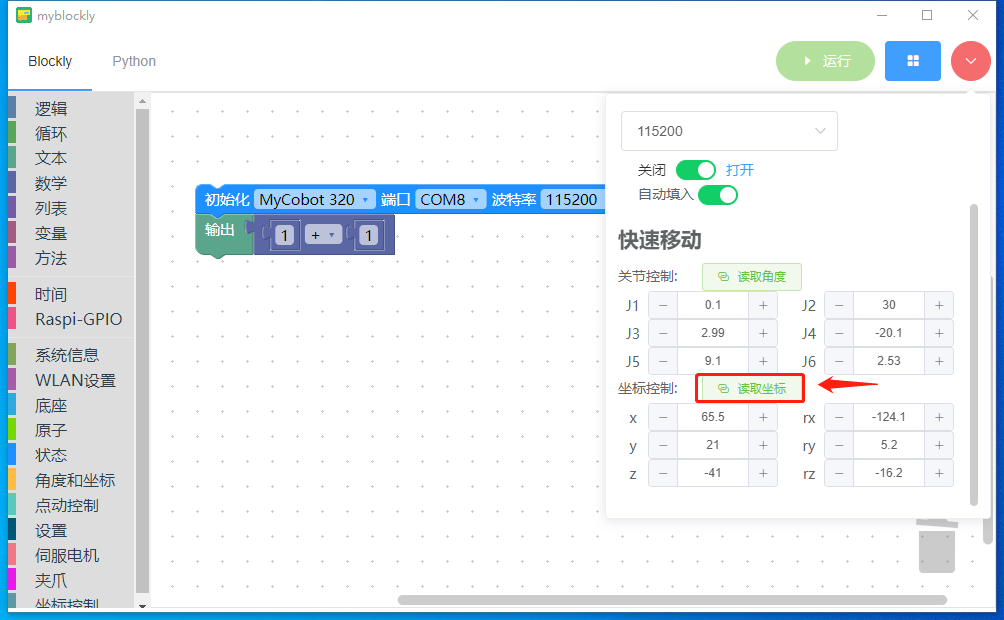 myblockly
Blockly Python
运行
逻辑
循环
文本
数学
列表
变量
方法
时间
Raspi-GPIO
系统信息
WLAN设置
底座
原子
状态
角度和坐标
点动控制
设置
伺服电机
夹爪
坐标控制
初始化 MyCobot 320 端口 COM8 波特率 115200
输出 1 + 1
115200
关闭 打开
自动填入
快速移动
关节控制: 读取角度
J1 − 0.1 + J2 − 30 +
J3 − 2.99 + J4 − -20.1 +
J5 − 9.1 + J6 − 2.53 +
坐标控制: 读取坐标
x − 65.5 + rx − -124.1 +
y − 21 + ry − 5.2 +
z − -41 + rz − -16.2 +